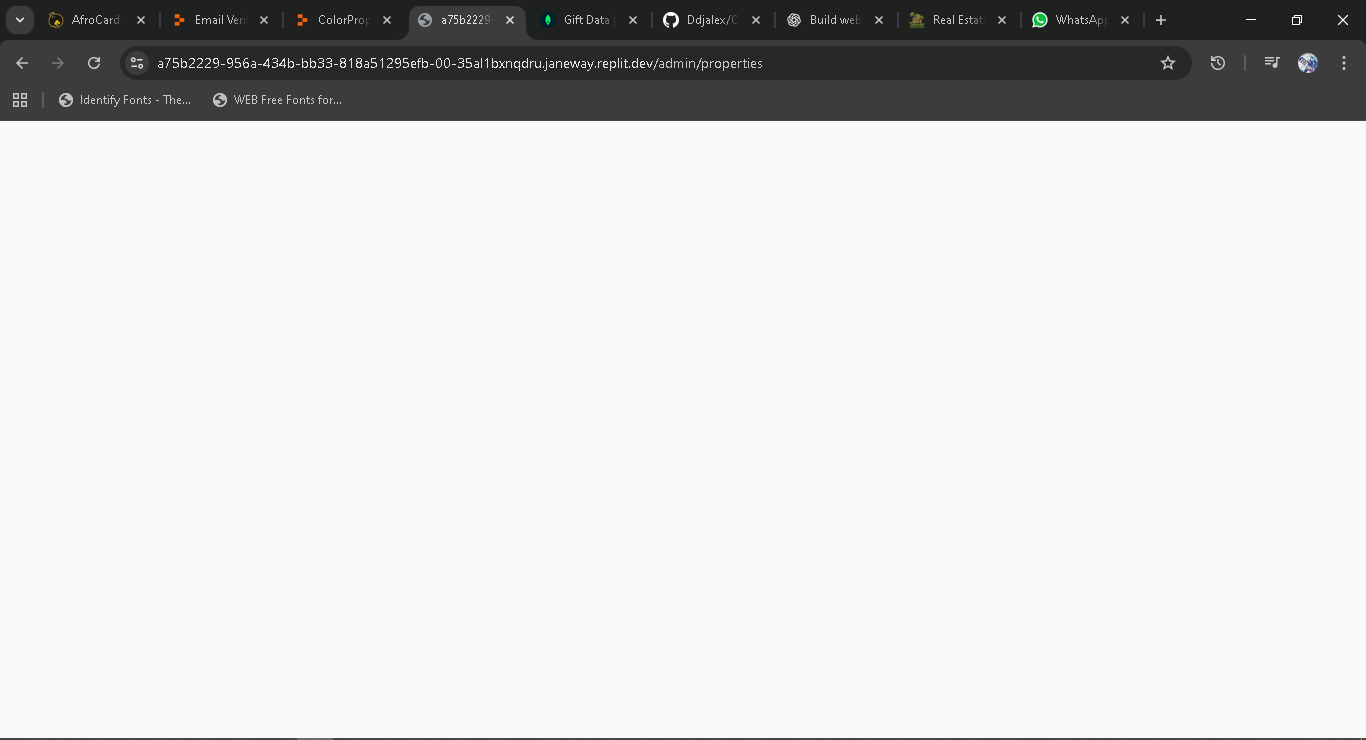 AfroCard
Email Veri
ColorProp
a75b2229-
Gift Data
Ddjalex/C
Build web
Real Estat
WhatsApp
a75b2229-956a-434b-bb33-818a51295efb-00-35al1bxnqdru.janeway.replit.dev/admin/properties
Identify Fonts - The...
WEB Free Fonts for...